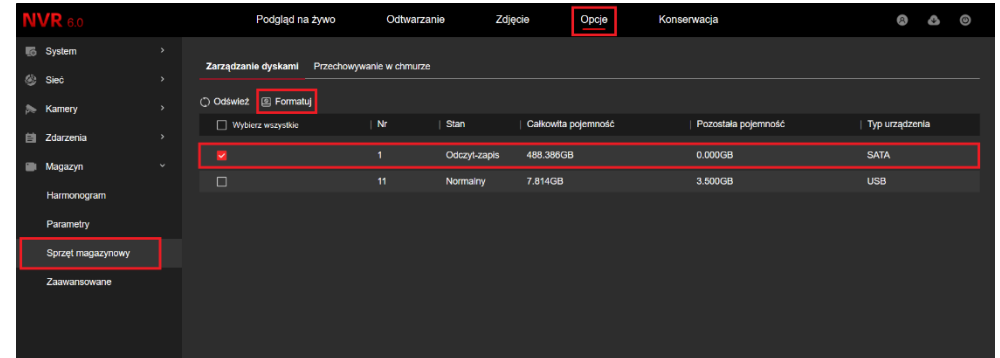 NVR 6.0 Podgląd na żywo Odtwarzanie Zdjęcie Opcje Konserwacja
System
Sieć
Kamery
Zdarzenia
Magazyn
Harmonogram
Parametry
Sprzęt magazynowy
Zaawansowane
Zarządzanie dyskami Przechowywanie w chmurze
Odśwież Formatuj
Wybierz wszystkie Nr Stan Całkowita pojemność Pozostała pojemność Typ urządzenia
1 Odczyt-zapis 488.386GB 0.000GB SATA
11 Normalny 7.814GB 3.500GB USB